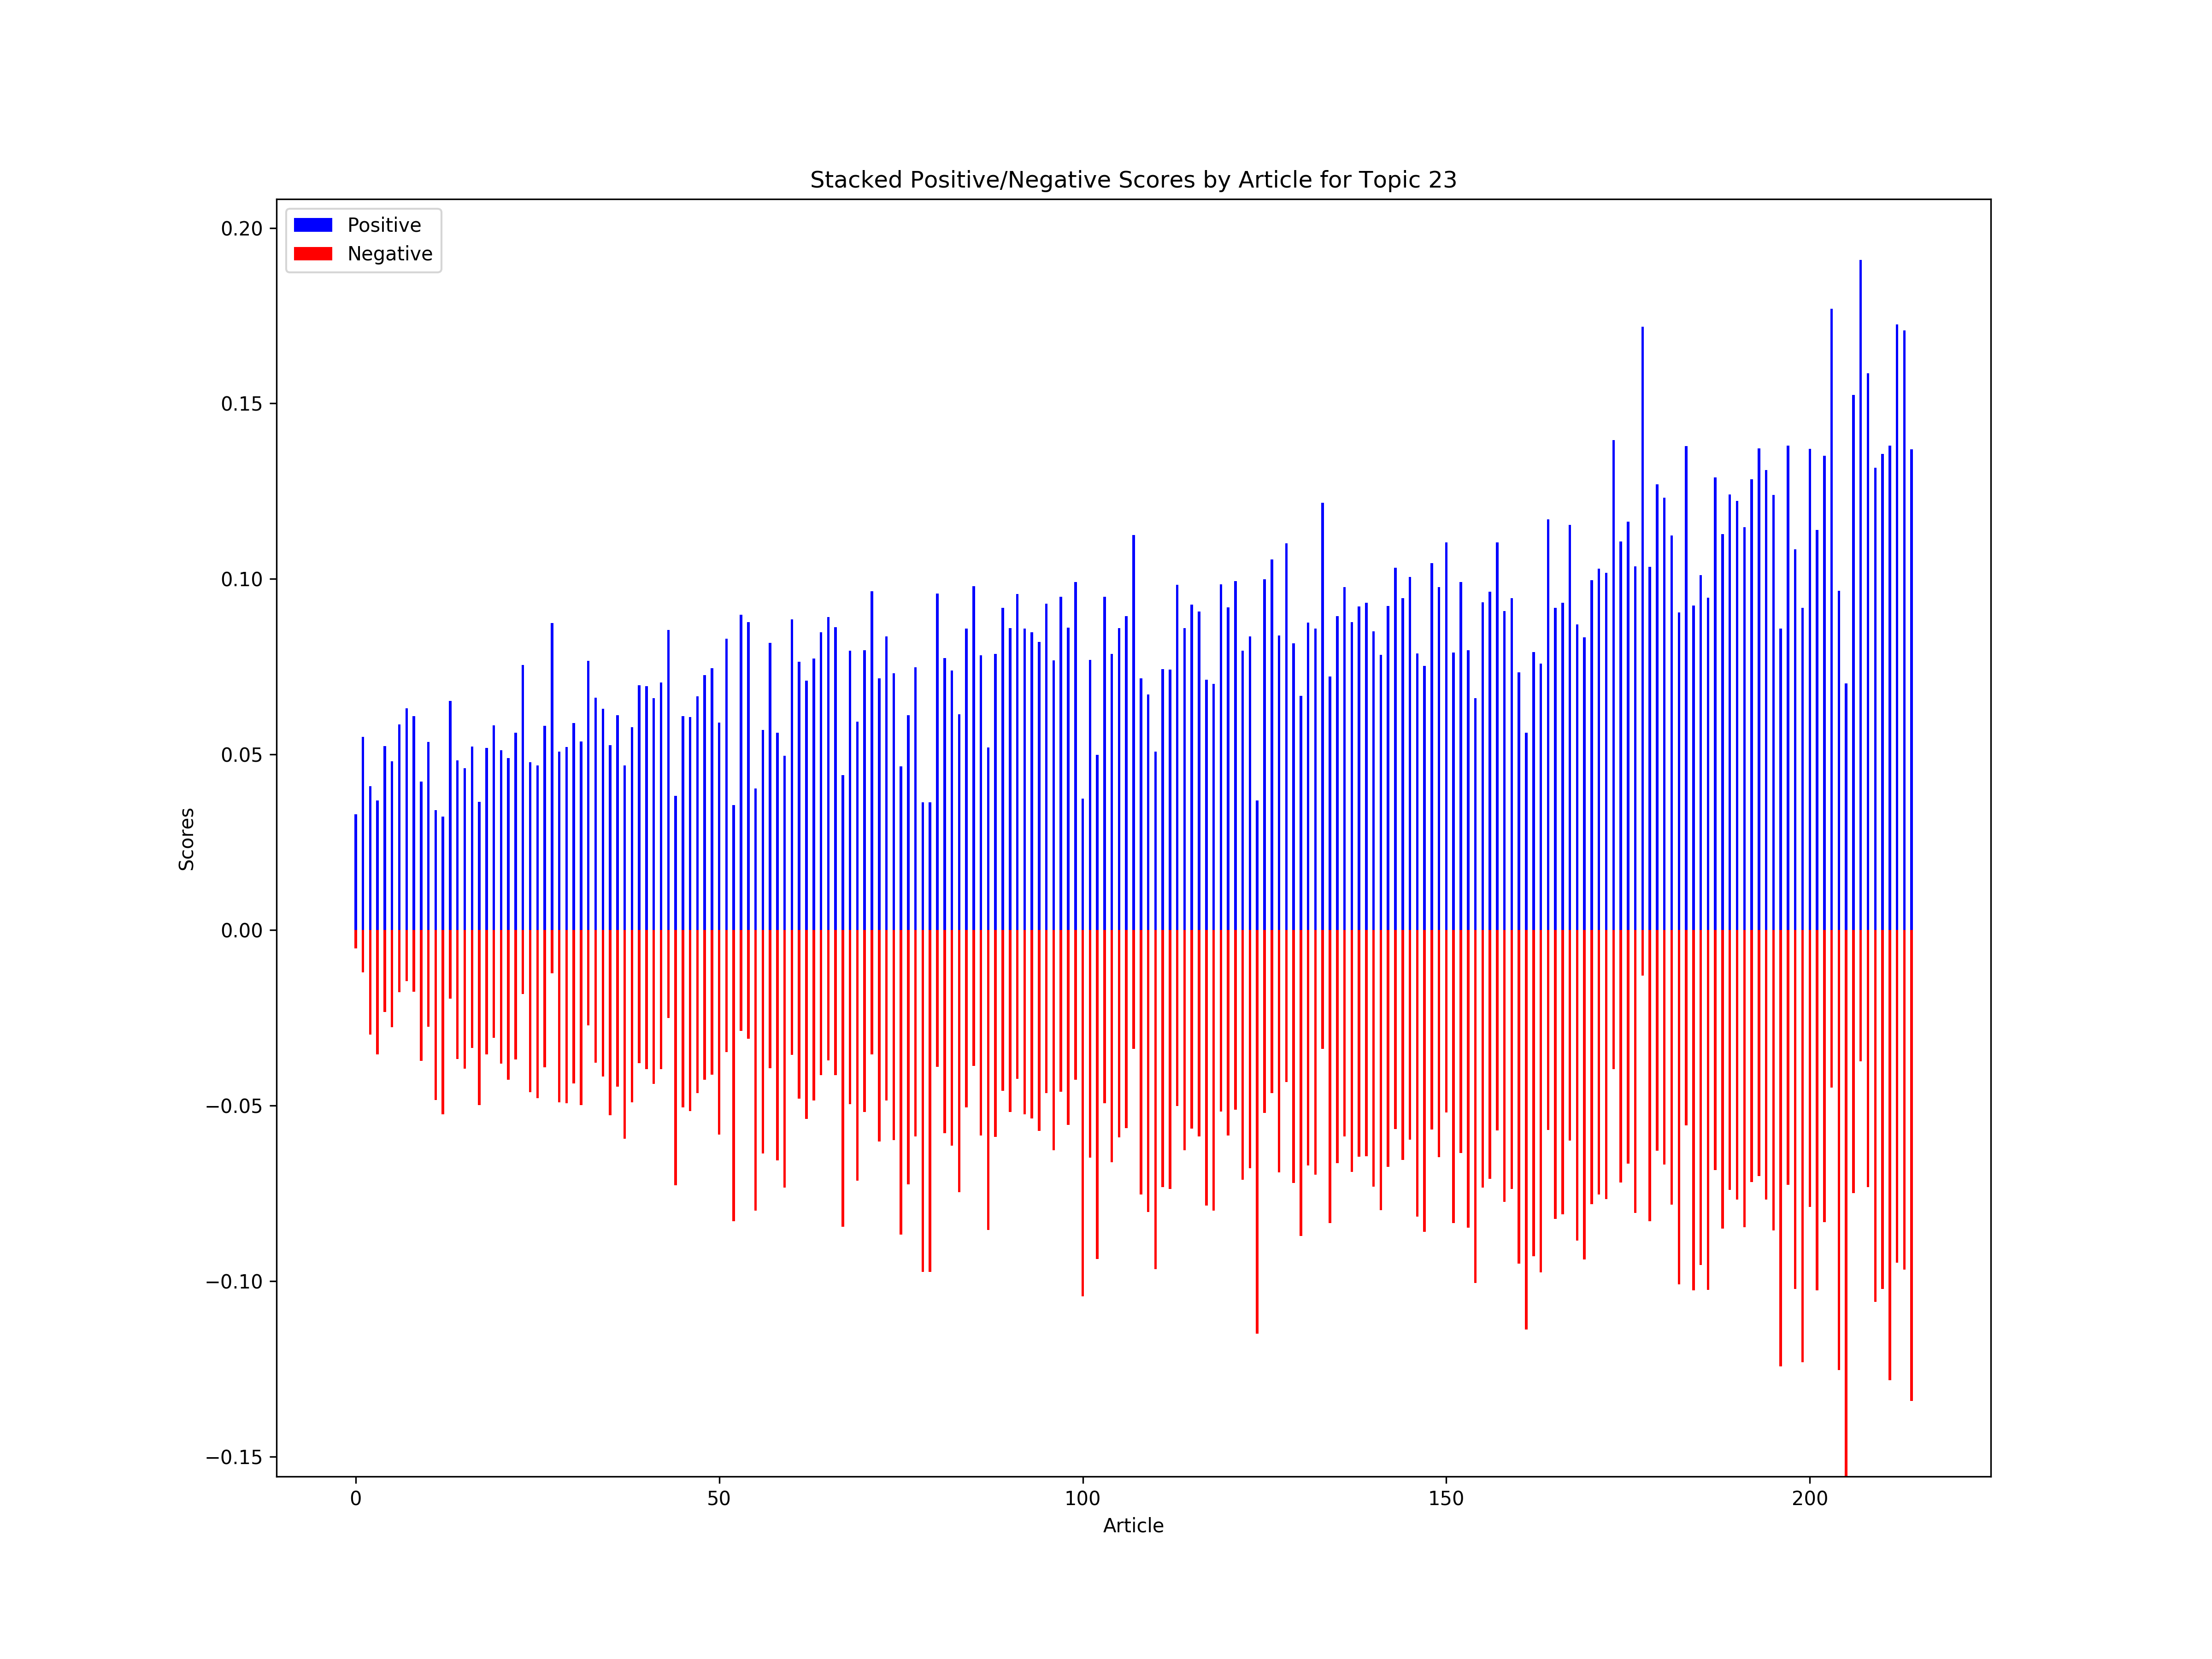 Stacked Positive/Negative Scores by Article for Topic 23
Positive
Negative
0.20
0.15
0.10
0.05
0.00
−0.05
−0.10
−0.15
Scores
0 50 100 150 200
Article